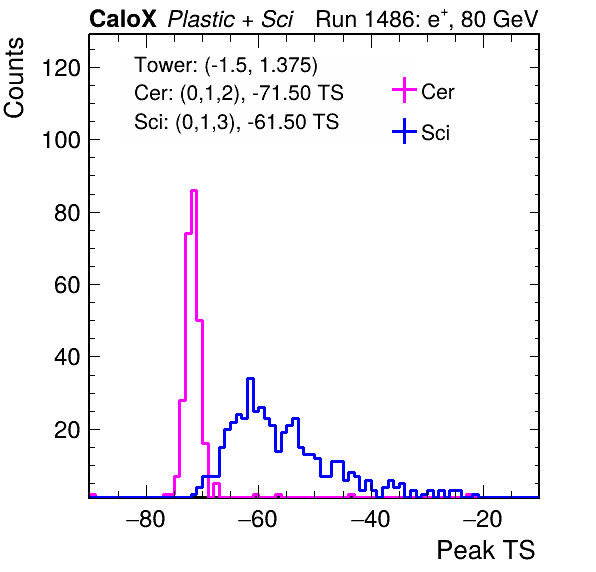 CaloX Plastic + Sci Run 1486: e+, 80 GeV
Counts
Tower: (-1.5, 1.375)
Cer: (0,1,2), -71.50 TS
Sci: (0,1,3), -61.50 TS
Cer
Sci
120
100
80
60
40
20
−80 −60 −40 −20
Peak TS